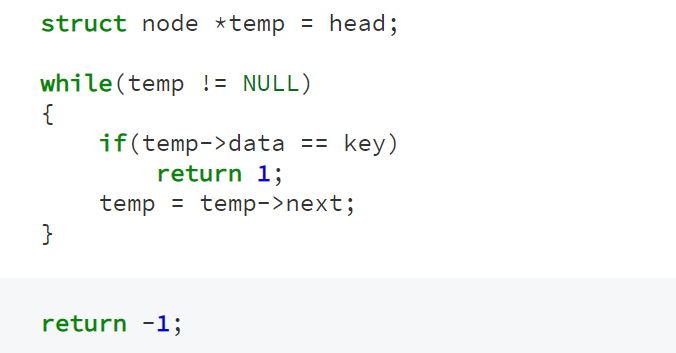 struct node *temp = head;
while(temp != NULL)
{
if(temp->data == key)
return 1;
temp = temp->next;
}
return -1;